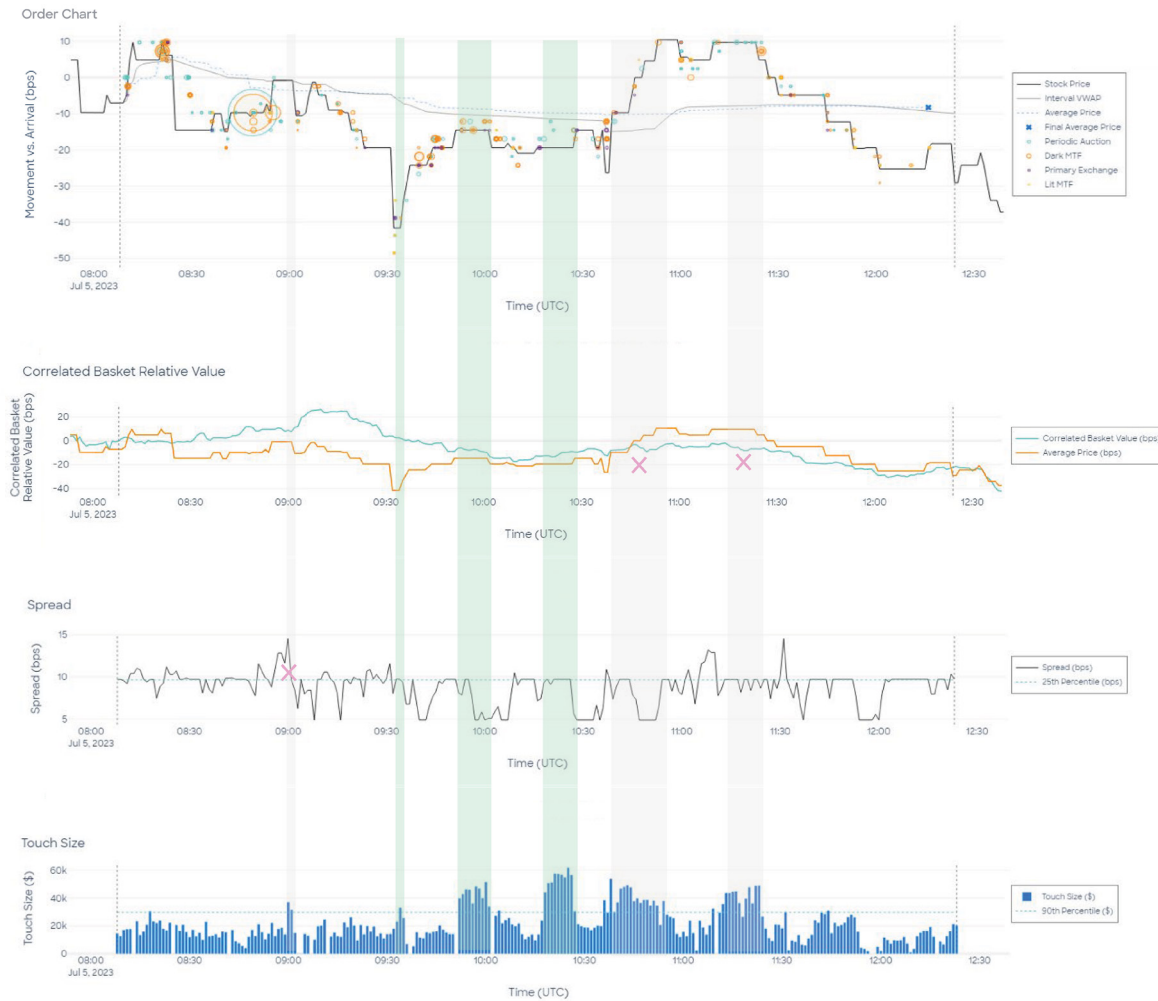 Order Chart
Movement vs. Arrival (bps)
10
0
-10
-20
-30
-40
-50
08:00
Jul 5, 2023
08:30
09:00
09:30
10:00
10:30
11:00
11:30
12:00
12:30
Time (UTC)
Stock Price
Interval VWAP
Average Price
Final Average Price
Periodic Auction
Dark MTF
Primary Exchange
Lit MTF
Correlated Basket Relative Value
Correlated Basket
Relative Value (bps)
20
0
-20
-40
08:00
Jul 5, 2023
08:30
09:00
09:30
10:00
10:30
11:00
11:30
12:00
12:30
Time (UTC)
Correlated Basket Value (bps)
Average Price (bps)
Spread
Spread (bps)
15
10
5
08:00
Jul 5, 2023
08:30
09:00
09:30
10:00
10:30
11:00
11:30
12:00
12:30
Time (UTC)
Spread (bps)
25th Percentile (bps)
Touch Size
Touch Size ($)
60k
40k
20k
0
08:00
Jul 5, 2023
08:30
09:00
09:30
10:00
10:30
11:00
11:30
12:00
12:30
Time (UTC)
Touch Size ($)
90th Percentile ($)